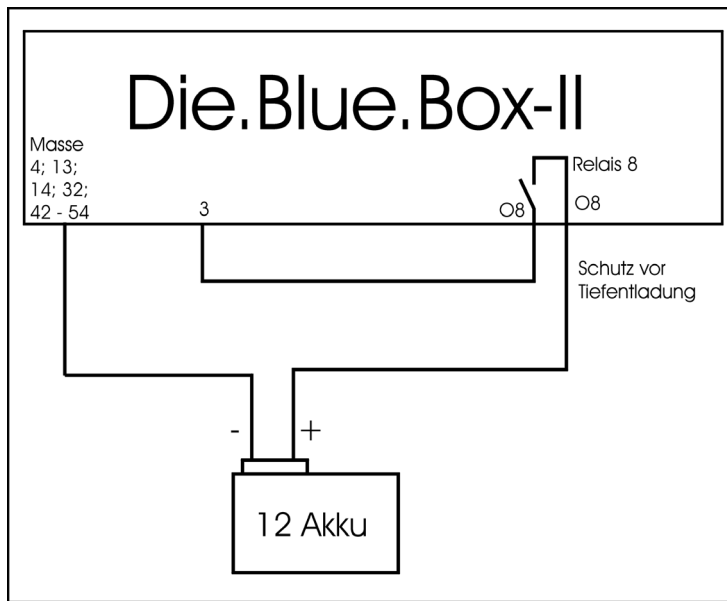 Die.Blue.Box-II
Masse
4; 13;
14; 32;
42 - 54
3
O8
Relais 8
O8
Schutz vor
Tiefentladung
- +
12 Akku